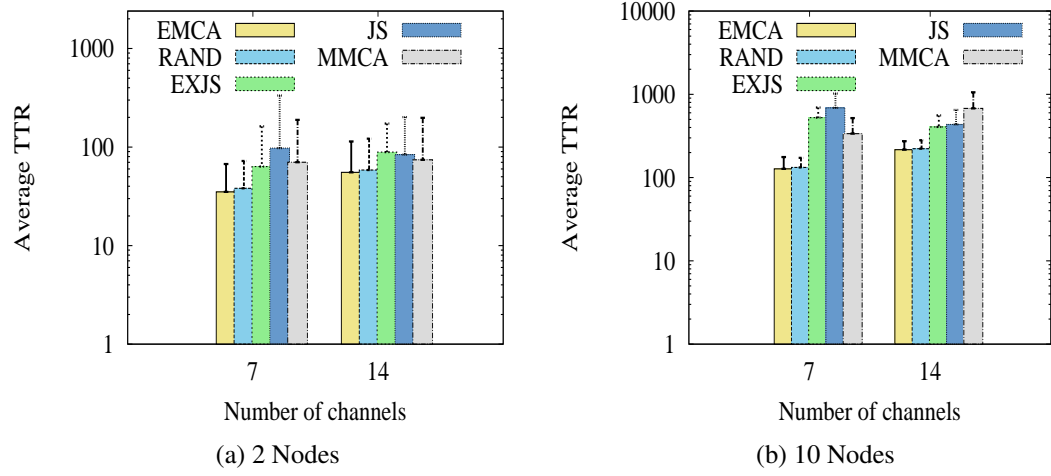 EMCA
RAND
EXJS
JS
MMCA
1000
100
10
1
Average TTR
7
14
Number of channels
(a) 2 Nodes
EMCA
RAND
EXJS
JS
MMCA
10000
1000
100
10
1
Average TTR
7
14
Number of channels
(b) 10 Nodes